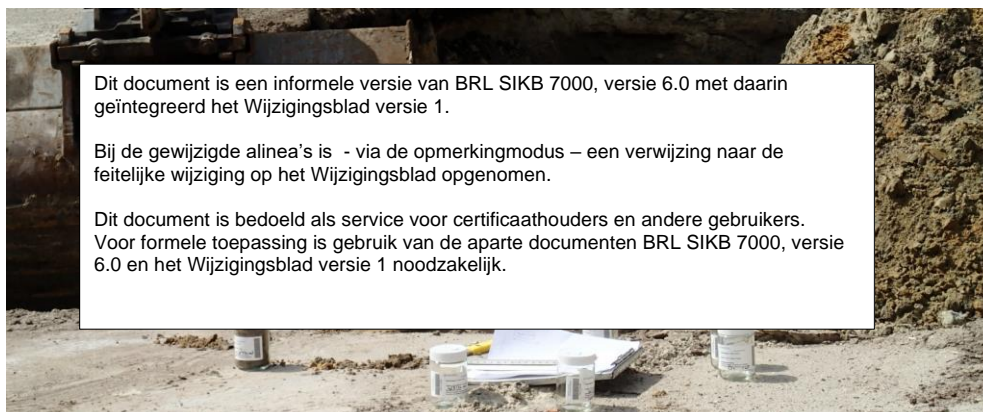 Dit document is een informele versie van BRL SIKB 7000, versie 6.0 met daarin
geïntegreerd het Wijzigingsblad versie 1.
Bij de gewijzigde alinea's is - via de opmerkingmodus – een verwijzing naar de
feitelijke wijziging op het Wijzigingsblad opgenomen.
Dit document is bedoeld als service voor certificaathouders en andere gebruikers.
Voor formele toepassing is gebruik van de aparte documenten BRL SIKB 7000, versie
6.0 en het Wijzigingsblad versie 1 noodzakelijk.